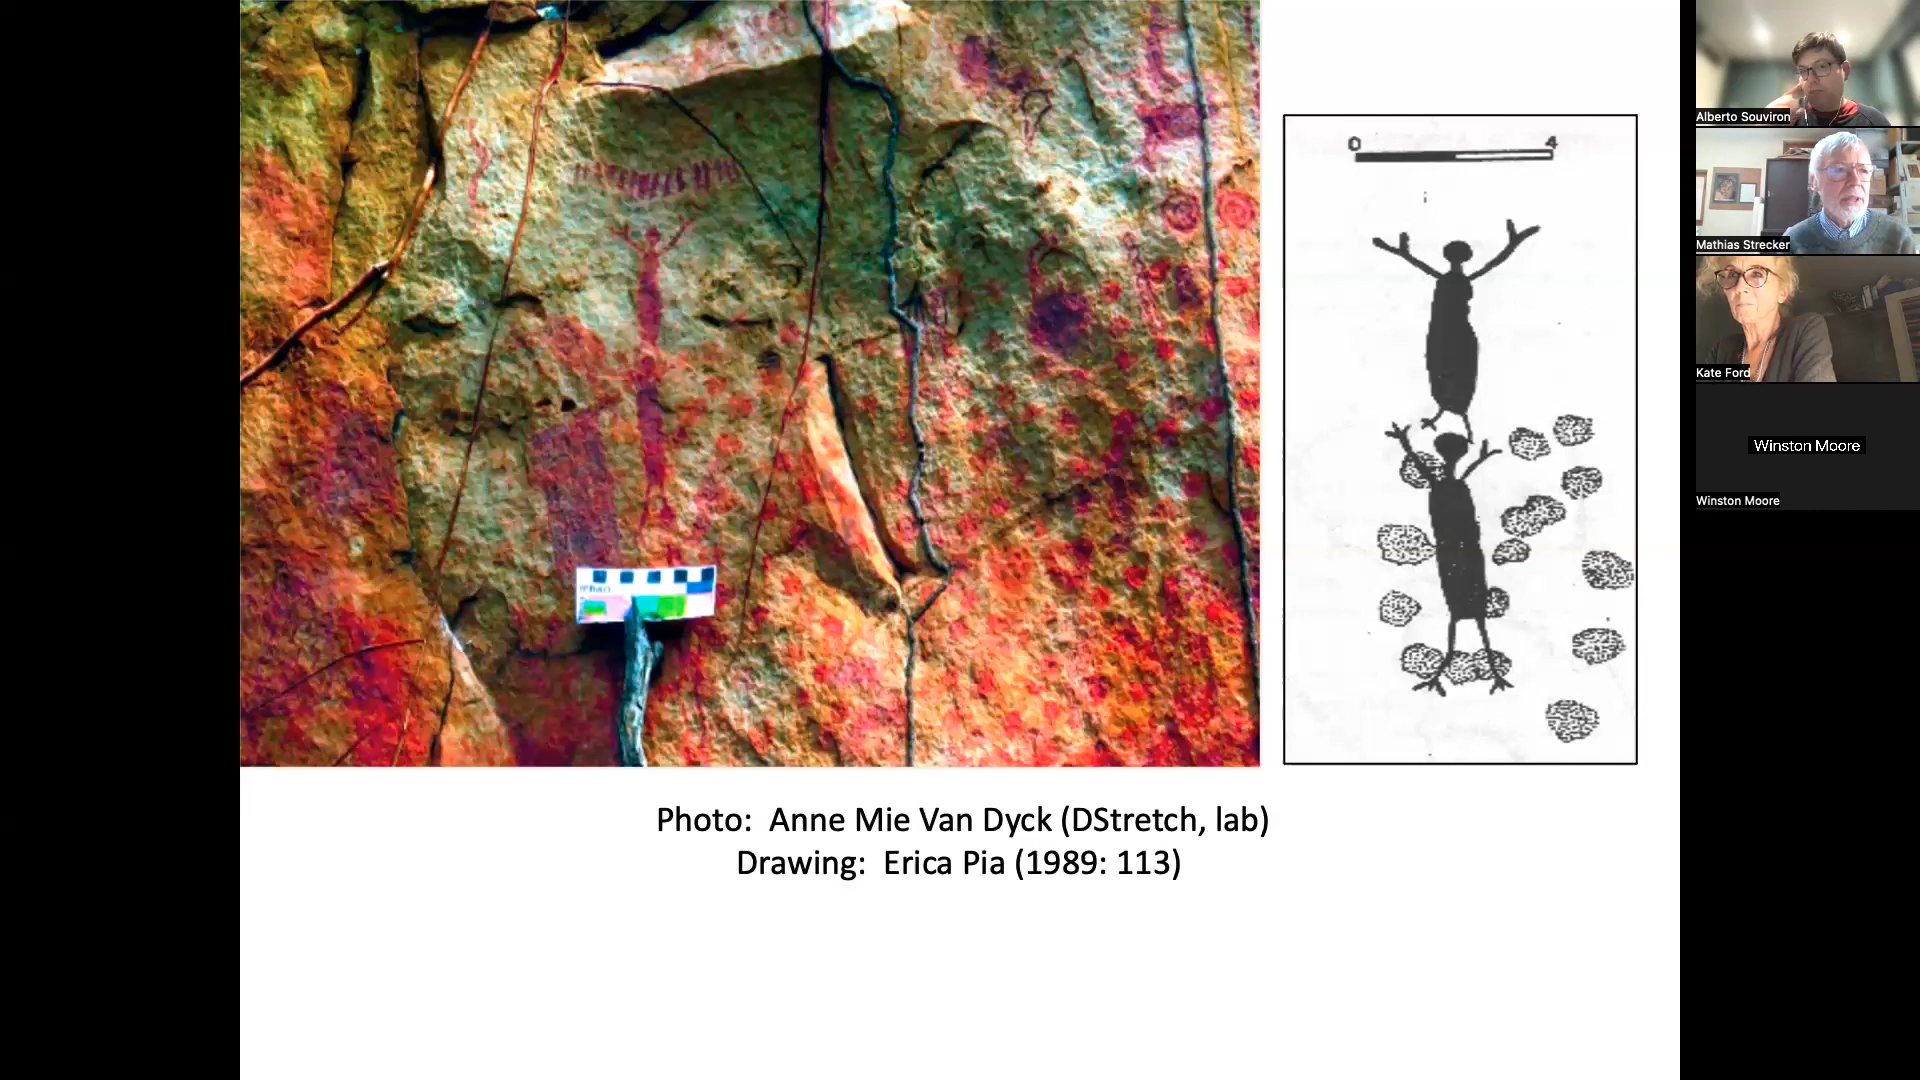 0 4
Photo: Anne Mie Van Dyck (DStretch, lab)
Drawing: Erica Pia (1989: 113)
Alberto Souviron
Mathias Strecker
Kate Ford
Winston Moore
Winston Moore